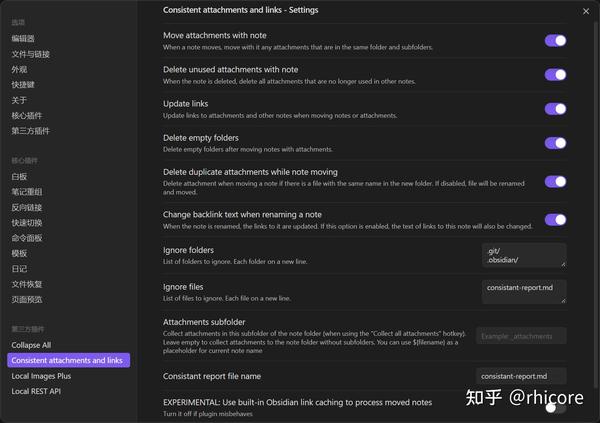 Consistent attachments and links - Settings
选项
编辑器
文件与链接
外观
快捷键
关于
核心插件
第三方插件
核心插件
白板
笔记重组
反向链接
快速切换
命令面板
模板
日记
文件恢复
页面预览
第三方插件
Collapse All
Consistent attachments and links
Local Images Plus
Local REST API
Move attachments with note
When a note moves, move with it any attachments that are in the same folder and subfolders.
Delete unused attachments with note
When the note is deleted, delete all attachments that are no longer used in other notes.
Update links
Update links to attachments and other notes when moving notes or attachments.
Delete empty folders
Delete empty folders after moving notes with attachments.
Delete duplicate attachments while note moving
Delete attachment when moving a note if there is a file with the same name in the new folder. If disabled, file will be renamed
and moved.
Change backlink text when renaming a note
When the note is renamed, the links to it are updated. If this option is enabled, the text of links to this note will also be changed.
Ignore folders
List of folders to ignore. Each folder on a new line.
.git/
.obsidian/
Ignore files
List of files to ignore. Each file on a new line.
consistant-report.md
Attachments subfolder
Collect attachments in this subfolder of the note folder (when using the "Collect all attachments" hotkey).
Leave empty to collect attachments to the note folder without subfolders. You can use ${filename} as a
placeholder for current note name
Example: _attachments
Consistant report file name
consistant-report.md
EXPERIMENTAL: Use built-in Obsidian link caching to process moved notes
Turn it off if plugin misbehaves
知乎 @rhicore